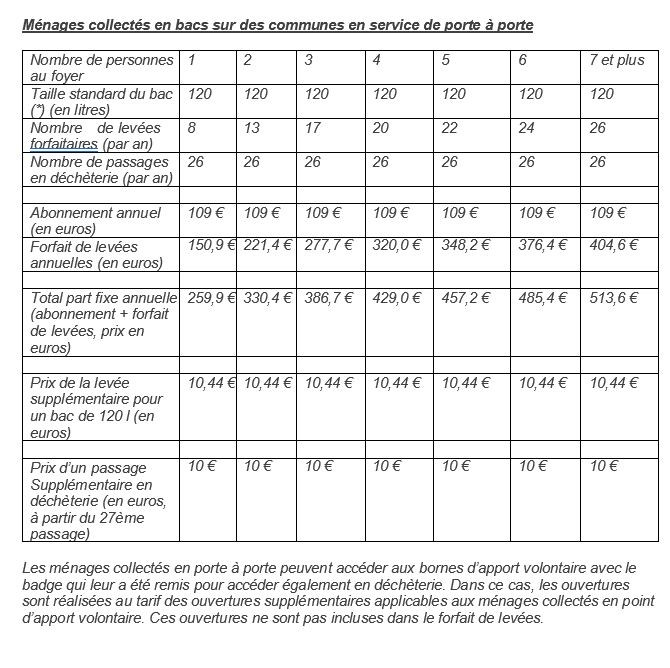 Ménages collectés en bacs sur des communes en service de porte à porte
Nombre de personnes au foyer 1 2 3 4 5 6 7 et plus
Taille standard du bac (*) (en litres) 120 120 120 120 120 120 120
Nombre de levées forfaitaires (par an) 8 13 17 20 22 24 26
Nombre de passages en déchèterie (par an) 26 26 26 26 26 26 26
Abonnement annuel (en euros) 109 € 109 € 109 € 109 € 109 € 109 € 109 €
Forfait de levées annuelles (en euros) 150,9 € 221,4 € 277,7 € 320,0 € 348,2 € 376,4 € 404,6 €
Total part fixe annuelle (abonnement + forfait de levées, prix en euros) 259,9 € 330,4 € 386,7 € 429,0 € 457,2 € 485,4 € 513,6 €
Prix de la levée supplémentaire pour un bac de 120 l (en euros) 10,44 € 10,44 € 10,44 € 10,44 € 10,44 € 10,44 € 10,44 €
Prix d'un passage Supplémentaire en déchèterie (en euros, à partir du 27ème passage) 10 € 10 € 10 € 10 € 10 € 10 € 10 €
Les ménages collectés en porte à porte peuvent accéder aux bornes d'apport volontaire avec le
badge qui leur a été remis pour accéder également en déchèterie. Dans ce cas, les ouvertures
sont réalisées au tarif des ouvertures supplémentaires applicables aux ménages collectés en point
d'apport volontaire. Ces ouvertures ne sont pas incluses dans le forfait de levées.